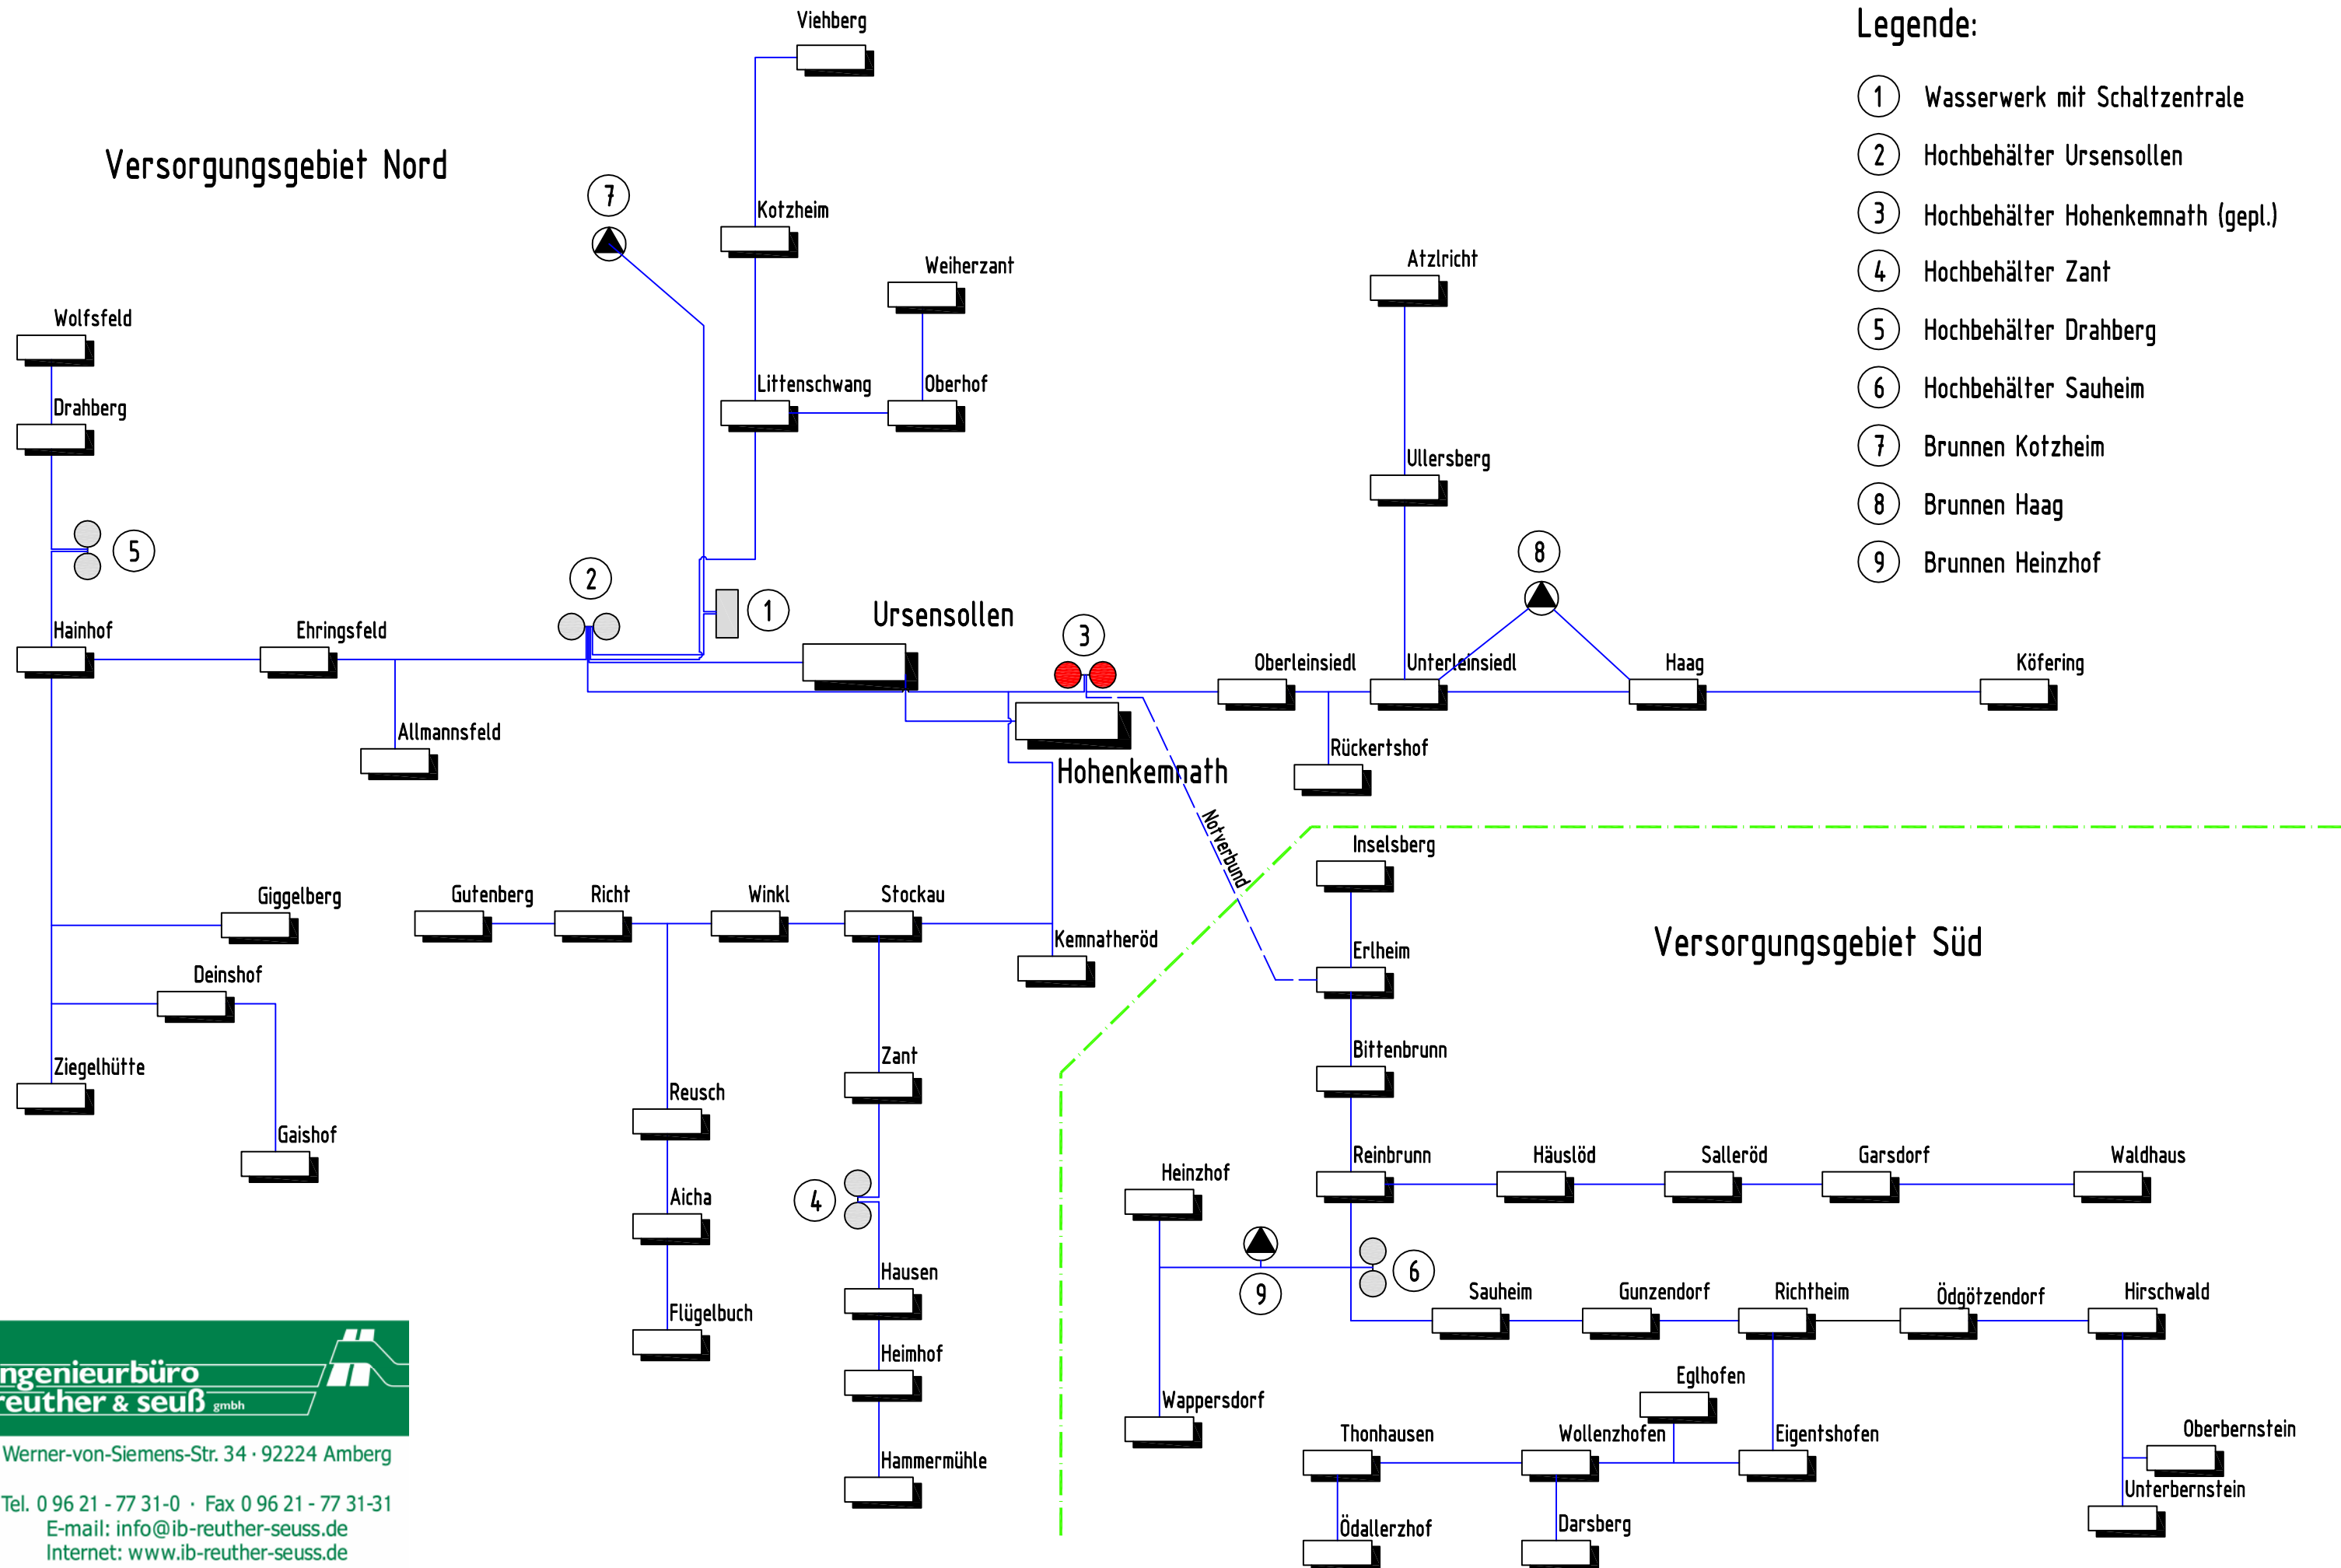 Viehberg
Legende:
1 Wasserwerk mit Schaltzentrale
2 Hochbehälter Ursensollen
3 Hochbehälter Hohenkemnath (gepl.)
4 Hochbehälter Zant
5 Hochbehälter Drahberg
6 Hochbehälter Sauheim
7 Brunnen Kotzheim
8 Brunnen Haag
9 Brunnen Heinzhof
Versorgungsgebiet Nord
7
Kotzheim
Weiherzant
Atzlricht
Wolfsfeld
Drahberg
Littenschwang
Oberhof
Ullersberg
5
2
1
8
Ursensollen
3
Hainhof
Ehringsfeld
Oberleinsiedl
Unterleinsiedl
Haag
Köfering
Allmannsfeld
Rückertshof
Hohenkemnath
Notverbund
Inselsberg
Giggelberg
Gutenberg
Richt
Winkl
Stockau
Kemnatheröd
Erlheim
Versorgungsgebiet Süd
Deinshof
Ziegelhütte
Zant
Bittenbrunn
Reusch
Gaishof
Reinbrunn
Häuslöd
Salleröd
Garsdorf
Waldhaus
Heinzhof
Aicha
4
Hausen
9
6
Sauheim
Gunzendorf
Richtheim
Ödgötzendorf
Hirschwald
Flügelbuch
Heimhof
Eglhofen
Wappersdorf
Thonhausen
Wollenzhofen
Eigentshofen
Oberbernstein
Hammermühle
Unterbernstein
Ödallerzhof
Darsberg
ngenieurbüro
reuther & seuß gmbh
Werner-von-Siemens-Str. 34 · 92224 Amberg
Tel. 0 96 21 - 77 31-0 · Fax 0 96 21 - 77 31-31
E-mail: info@ib-reuther-seuss.de
Internet: www.ib-reuther-seuss.de